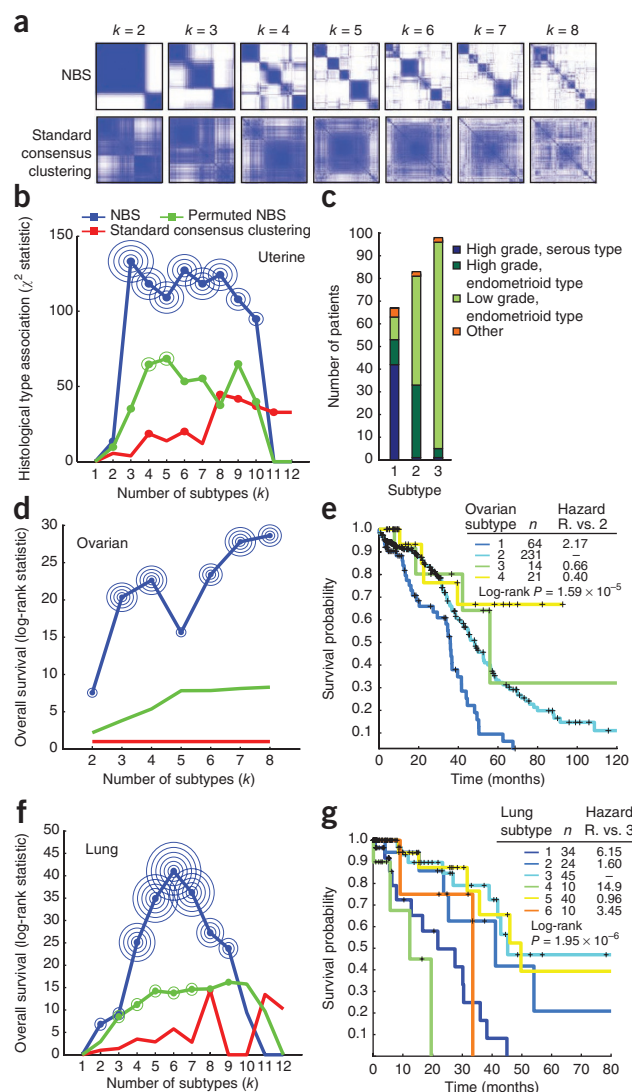 a
k = 2 k = 3 k = 4 k = 5 k = 6 k = 7 k = 8
NBS
Standard
consensus
clustering
b
NBS Permuted NBS
Standard consensus clustering
Uterine
Histological type association (χ² statistic)
150
100
50
0
1 2 3 4 5 6 7 8 9 10 11 12
Number of subtypes (k)
c
High grade, serous type
High grade,
endometrioid type
Low grade,
endometrioid type
Other
Number of patients
100
90
80
70
60
50
40
30
20
10
0
1 2 3
Subtype
d
Ovarian
Overall survival (log-rank statistic)
30
25
20
15
10
5
0
2 3 4 5 6 7 8
Number of subtypes (k)
e
Ovarian Hazard
subtype n R. vs. 2
1 64 2.17
2 231 –
3 14 0.66
4 21 0.40
Log-rank P = 1.59 × 10⁻⁵
Survival probability
1.0
0.9
0.8
0.7
0.6
0.5
0.4
0.3
0.2
0.1
0 20 40 60 80 100 120
Time (months)
f
Lung
Overall survival (log-rank statistic)
50
45
40
35
30
25
20
15
10
5
0
1 2 3 4 5 6 7 8 9 10 11 12
Number of subtypes (k)
g
Lung Hazard
subtype n R. vs. 3
1 34 6.15
2 24 1.60
3 45 –
4 10 14.9
5 40 0.96
6 10 3.45
Log-rank
P = 1.95 × 10⁻⁶
Survival probability
1.0
0.9
0.8
0.7
0.6
0.5
0.4
0.3
0.2
0.1
0 10 20 30 40 50 60 70 80
Time (months)